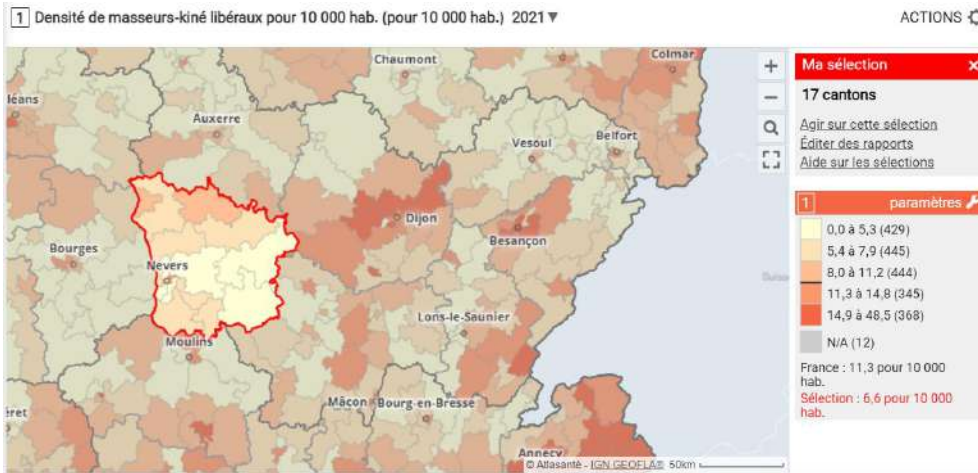 1 Densité de masseurs-kiné libéraux pour 10 000 hab. (pour 10 000 hab.) 2021
ACTIONS
Colmar
Chaumont
léans
Auxerre
Vesoul
Belfort
Dijon
Besançon
Bourges
Nevers
Lons-le-Saunier
Moulins
Mâcon
Bourg-en-Bresse
éret
Annecy
© Atlasanté - IGN GEOFLA® 50km
Ma sélection
17 cantons
Agir sur cette sélection
Éditer des rapports
Aide sur les sélections
1 paramètres
0,0 à 5,3 (429)
5,4 à 7,9 (445)
8,0 à 11,2 (444)
11,3 à 14,8 (345)
14,9 à 48,5 (368)
N/A (12)
France : 11,3 pour 10 000
hab.
Sélection : 6,6 pour 10 000
hab.